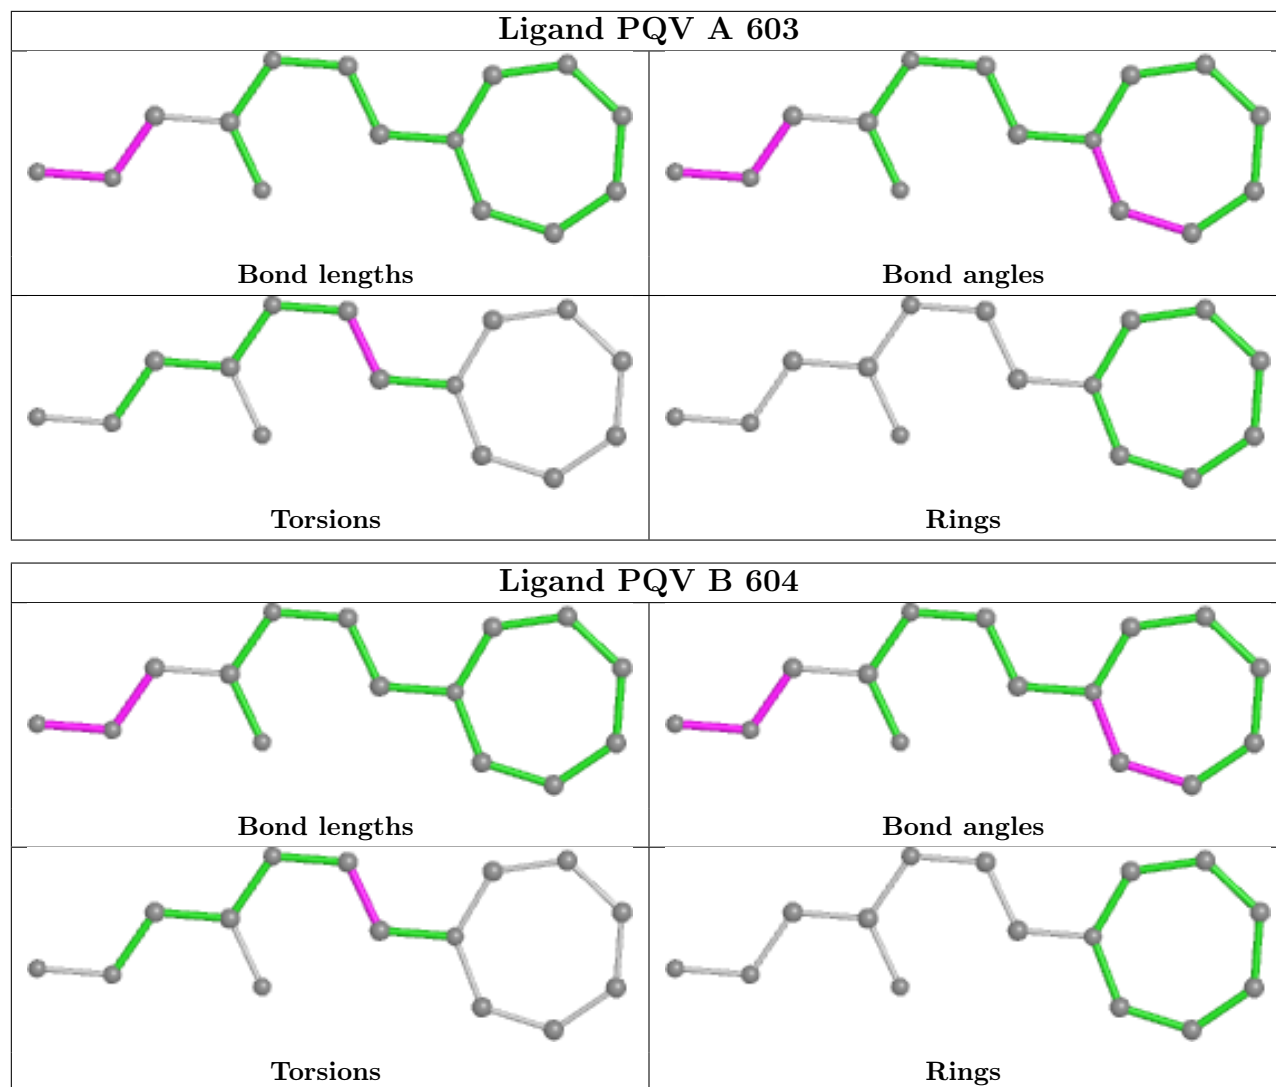 Ligand PQV A 603
Bond lengths
Bond angles
Torsions
Rings
Ligand PQV B 604
Bond lengths
Bond angles
Torsions
Rings